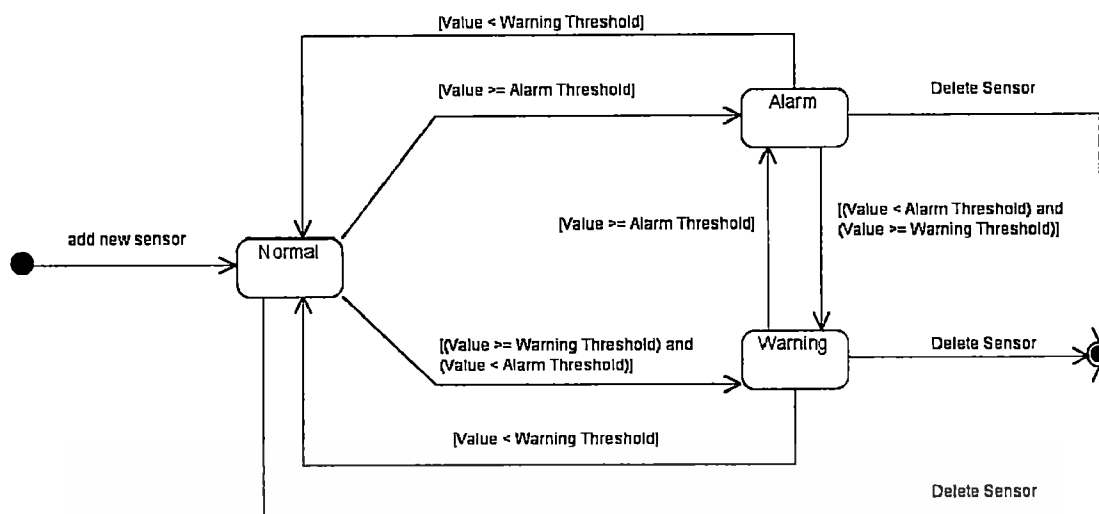 [Value < Warning Threshold]
[Value >= Alarm Threshold]
Alarm
Delete Sensor
[Value >= Alarm Threshold]
[(Value < Alarm Threshold) and
(Value >= Warning Threshold)]
add new sensor
Normal
[(Value >= Warning Threshold) and
(Value < Alarm Threshold)]
Warning
Delete Sensor
[Value < Warning Threshold]
Delete Sensor